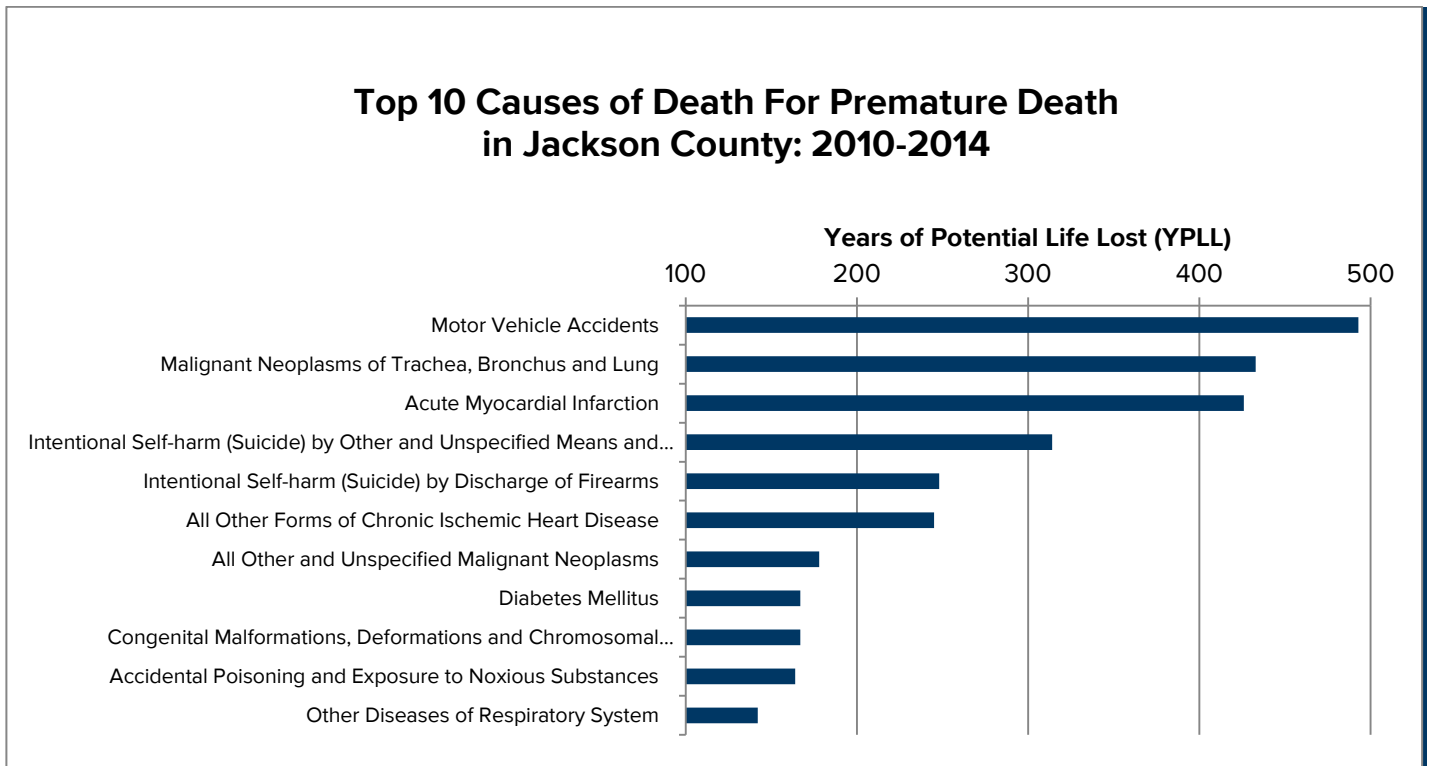 Top 10 Causes of Death For Premature Death
in Jackson County: 2010-2014
Years of Potential Life Lost (YPLL)
100 200 300 400 500
Motor Vehicle Accidents
Malignant Neoplasms of Trachea, Bronchus and Lung
Acute Myocardial Infarction
Intentional Self-harm (Suicide) by Other and Unspecified Means and...
Intentional Self-harm (Suicide) by Discharge of Firearms
All Other Forms of Chronic Ischemic Heart Disease
All Other and Unspecified Malignant Neoplasms
Diabetes Mellitus
Congenital Malformations, Deformations and Chromosomal...
Accidental Poisoning and Exposure to Noxious Substances
Other Diseases of Respiratory System